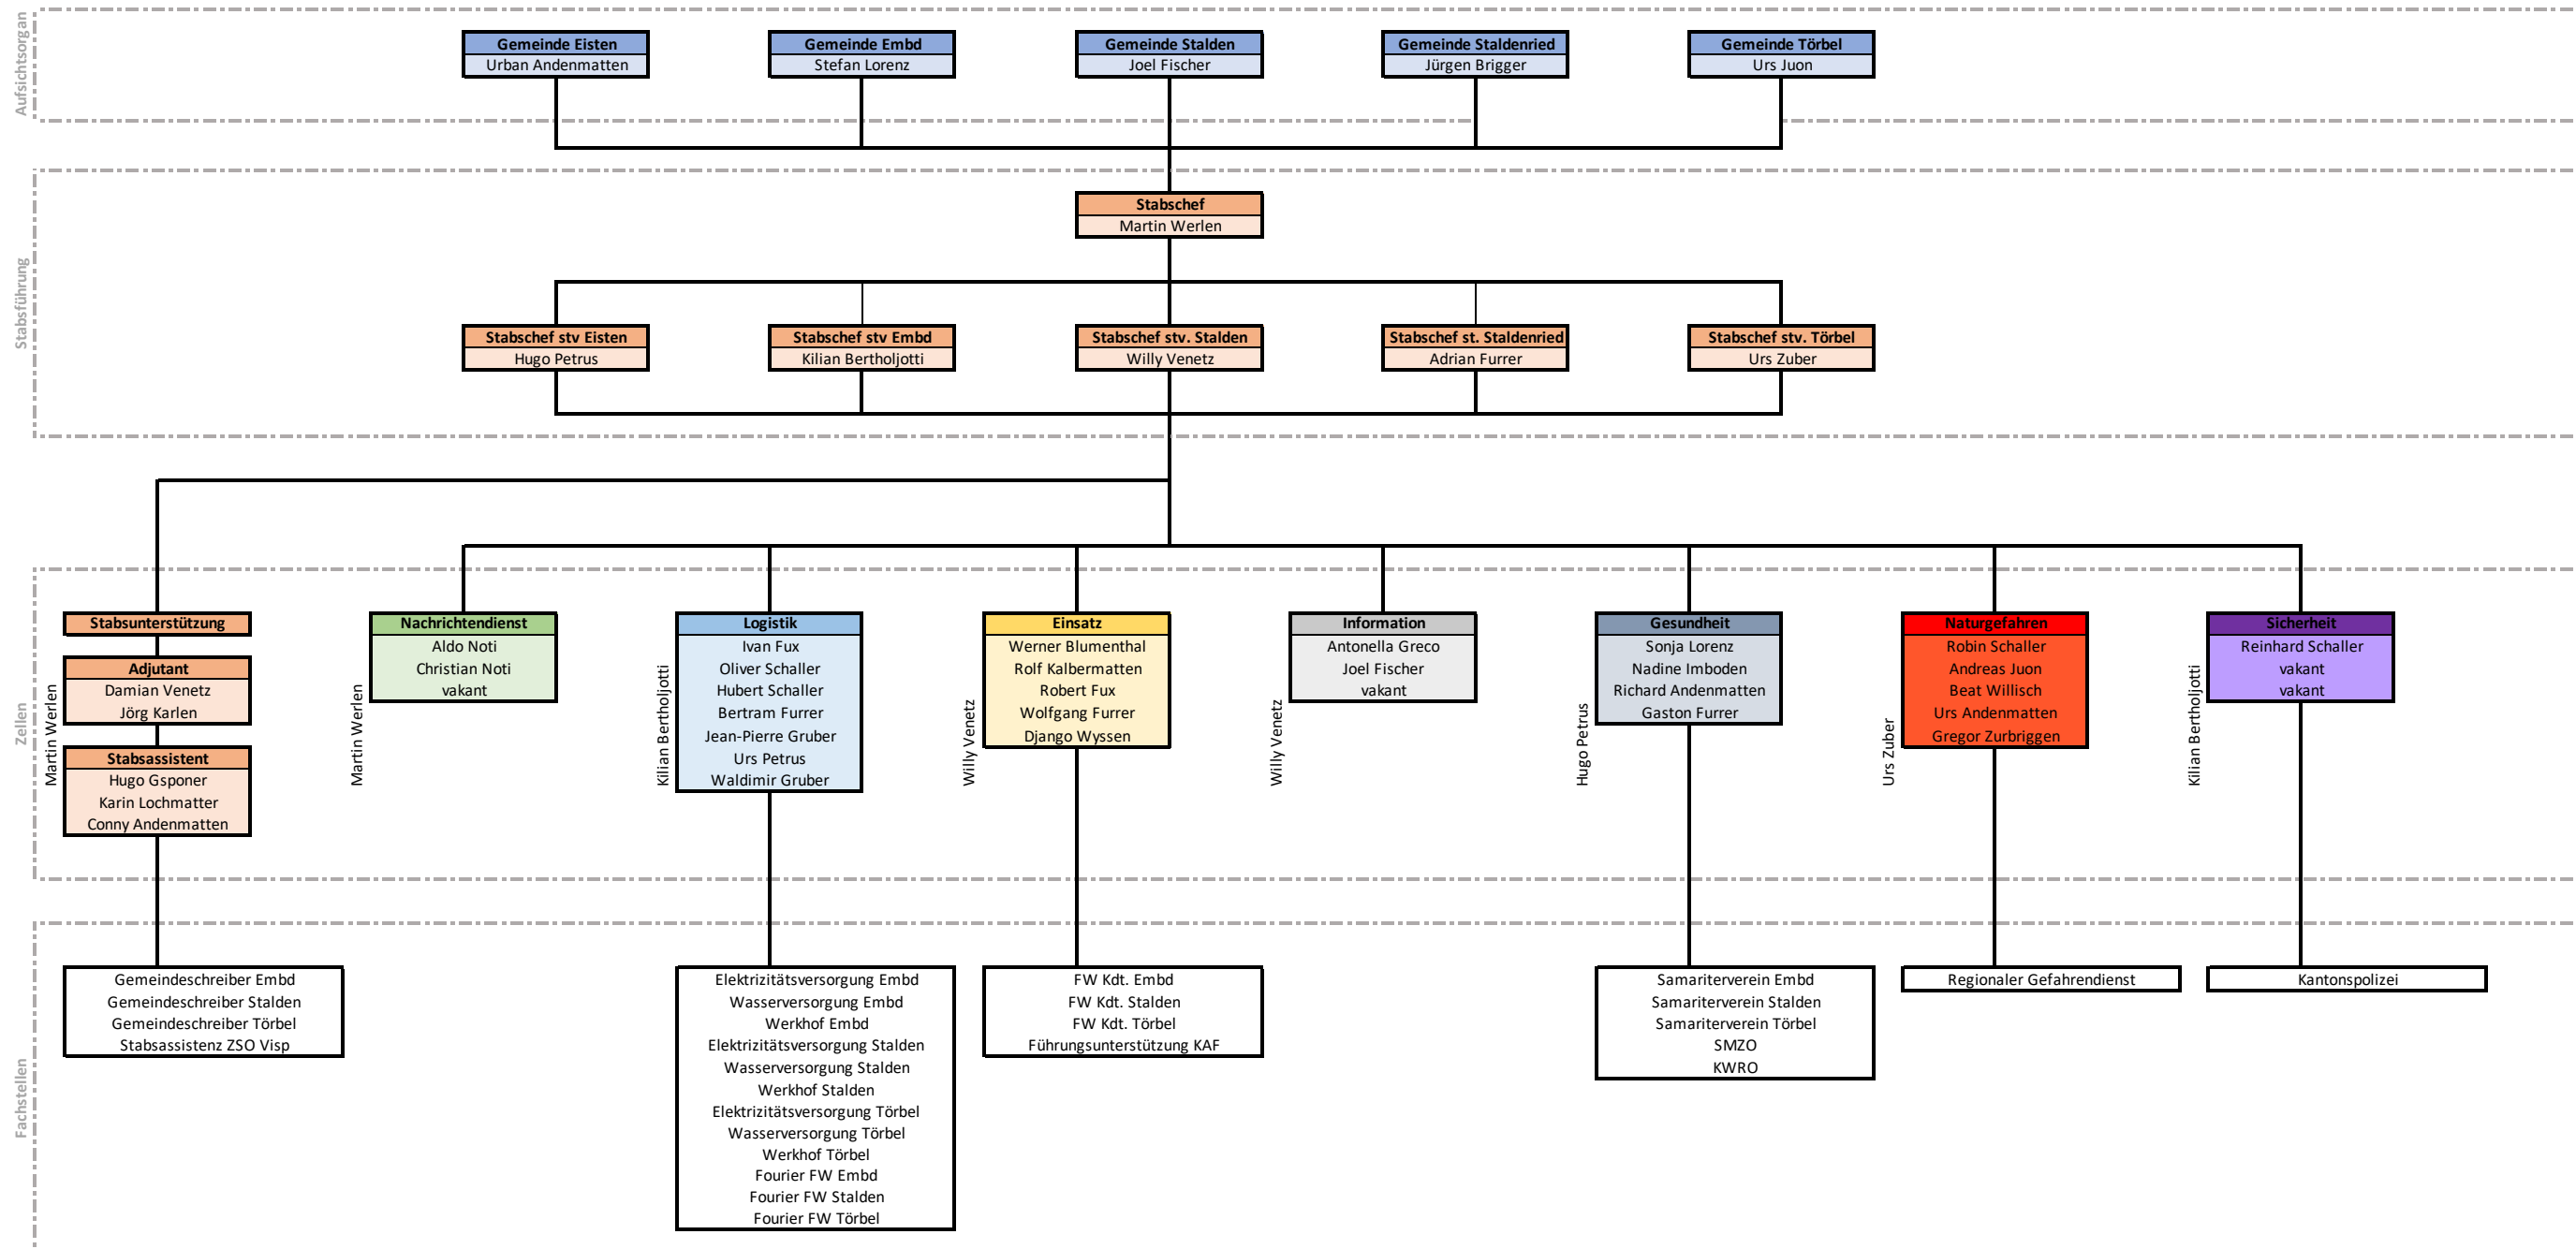 Aufsichtsorgan
Gemeinde Eisten
Urban Andenmatten
Gemeinde Embd
Stefan Lorenz
Gemeinde Stalden
Joel Fischer
Gemeinde Staldenried
Jürgen Brigger
Gemeinde Törbel
Urs Juon
Stabsführung
Stabschef
Martin Werlen
Stabschef stv Eisten
Hugo Petrus
Stabschef stv Embd
Kilian Bertholjotti
Stabschef stv. Stalden
Willy Venetz
Stabschef st. Staldenried
Adrian Furrer
Stabschef stv. Törbel
Urs Zuber
Zellen
Martin Werlen
Stabsunterstützung
Adjutant
Damian Venetz
Jörg Karlen
Stabsassistent
Hugo Gsponer
Karin Lochmatter
Conny Andenmatten
Martin Werlen
Nachrichtendienst
Aldo Noti
Christian Noti
vakant
Kilian Bertholjotti
Logistik
Ivan Fux
Oliver Schaller
Hubert Schaller
Bertram Furrer
Jean-Pierre Gruber
Urs Petrus
Waldimir Gruber
Willy Venetz
Einsatz
Werner Blumenthal
Rolf Kalbermatten
Robert Fux
Wolfgang Furrer
Django Wyssen
Willy Venetz
Information
Antonella Greco
Joel Fischer
vakant
Hugo Petrus
Gesundheit
Sonja Lorenz
Nadine Imboden
Richard Andenmatten
Gaston Furrer
Urs Zuber
Naturgefahren
Robin Schaller
Andreas Juon
Beat Willisch
Urs Andenmatten
Gregor Zurbriggen
Kilian Bertholjotti
Sicherheit
Reinhard Schaller
vakant
vakant
Fachstellen
Gemeindeschreiber Embd
Gemeindeschreiber Stalden
Gemeindeschreiber Törbel
Stabsassistenz ZSO Visp
Elektrizitätsversorgung Embd
Wasserversorgung Embd
Werkhof Embd
Elektrizitätsversorgung Stalden
Wasserversorgung Stalden
Werkhof Stalden
Elektrizitätsversorgung Törbel
Wasserversorgung Törbel
Werkhof Törbel
Fourier FW Embd
Fourier FW Stalden
Fourier FW Törbel
FW Kdt. Embd
FW Kdt. Stalden
FW Kdt. Törbel
Führungsunterstützung KAF
Samariterverein Embd
Samariterverein Stalden
Samariterverein Törbel
SMZO
KWRO
Regionaler Gefahrendienst
Kantonspolizei